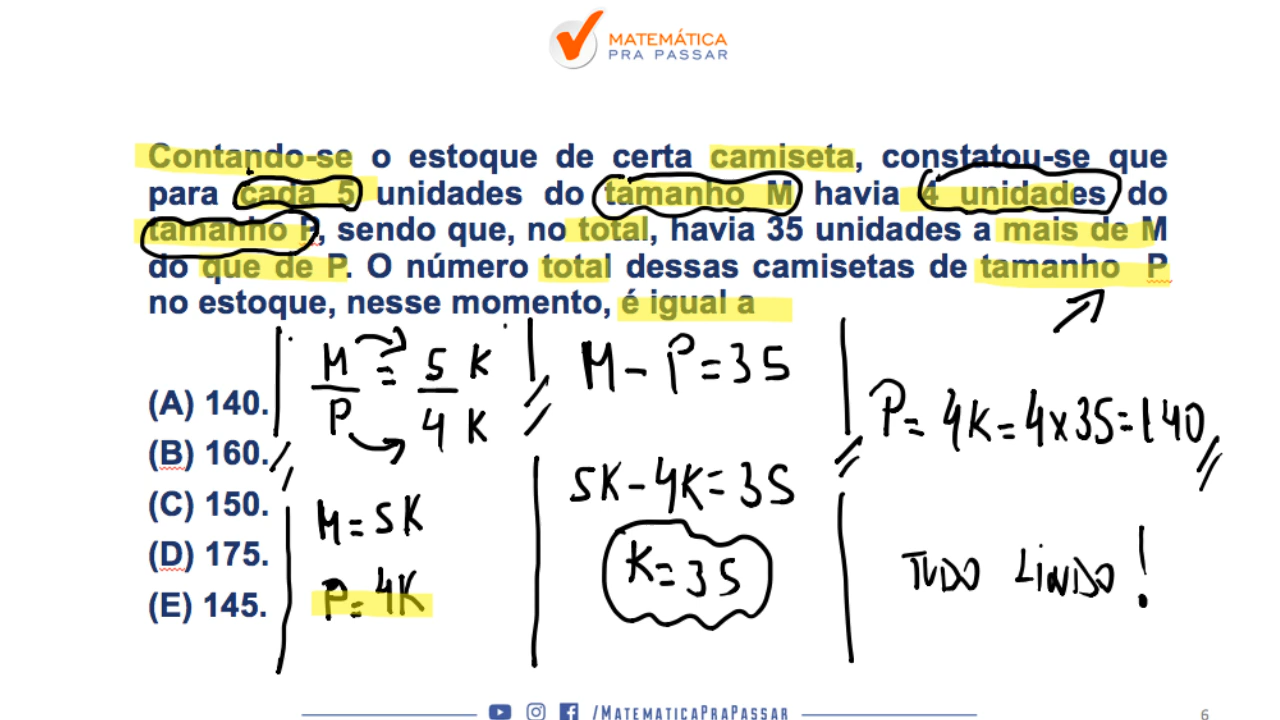 MATEMÁTICA
PRA PASSAR
Contando-se o estoque de certa camiseta, constatou-se que
para cada 5 unidades do tamanho M havia 4 unidades do
tamanho P, sendo que, no total, havia 35 unidades a mais de M
do que de P. O número total dessas camisetas de tamanho P
no estoque, nesse momento, é igual a
(A) 140.
(B) 160.
(C) 150.
(D) 175.
(E) 145.
M/P = 5K/4K
M = 5K
P = 4K
M - P = 35
5K - 4K = 35
K = 35
P = 4K = 4x35 = 140
TUDO LINDO!
/MATEMATICAPRAPASSAR
6